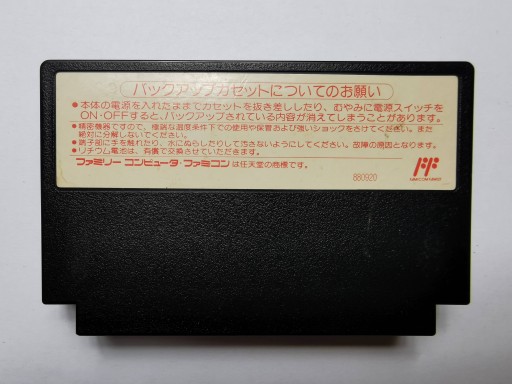 バックアップカセットについてのお願い
●本体の電源を入れたままでカセットを抜き差ししたり、むやみに電源スイッチを
ON・OFFすると、バックアップされている内容が消えてしまうことがあります。
●精密機器ですので、極端な温度条件下での使用や保管および強いショックをさけてください。また
絶対に分解しないでください。
●端子部に手を触れたり、水にぬらしたりして汚さないようにしてください。故障の原因となります。
●リチウム電池は、有償で交換させていただきます。
ファミリー コンピュータ・ファミコン は任天堂の商標です。
880920
FF
FAMICOM FAMILY